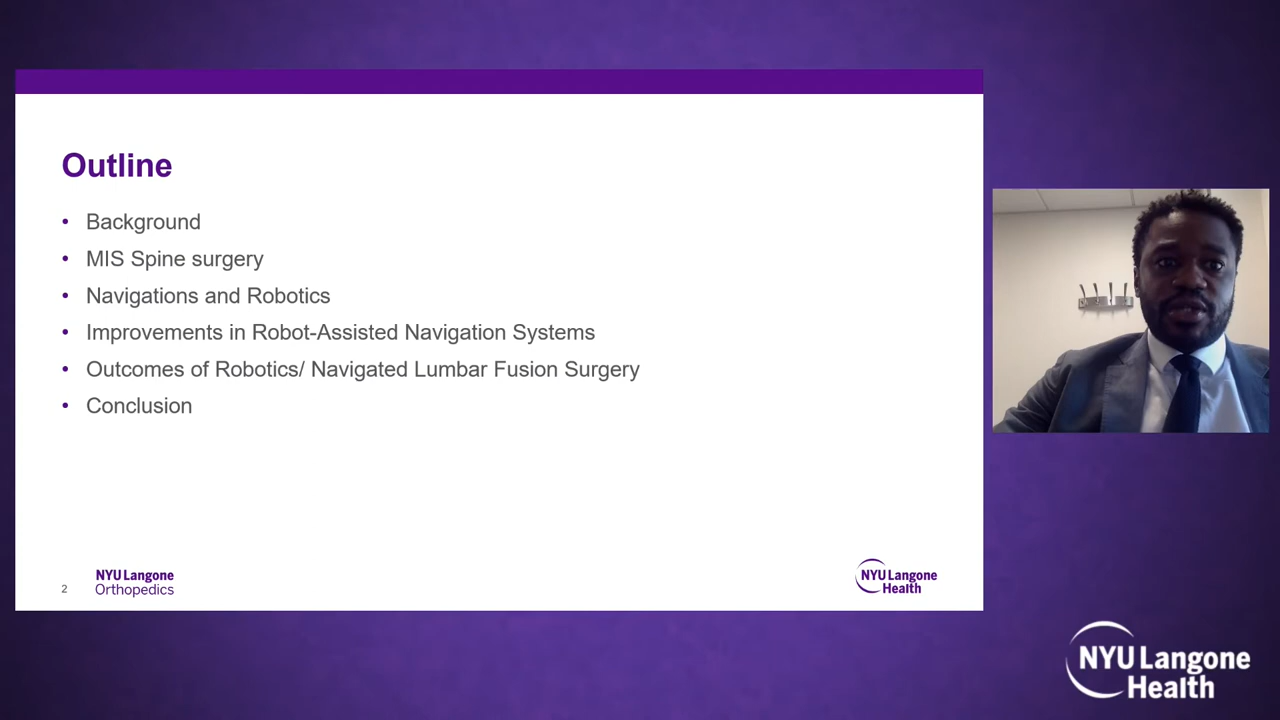 Outline
• Background
• MIS Spine surgery
• Navigations and Robotics
• Improvements in Robot-Assisted Navigation Systems
• Outcomes of Robotics/ Navigated Lumbar Fusion Surgery
• Conclusion
2
NYU Langone
Orthopedics
NYU Langone
Health
NYU Langone
Health